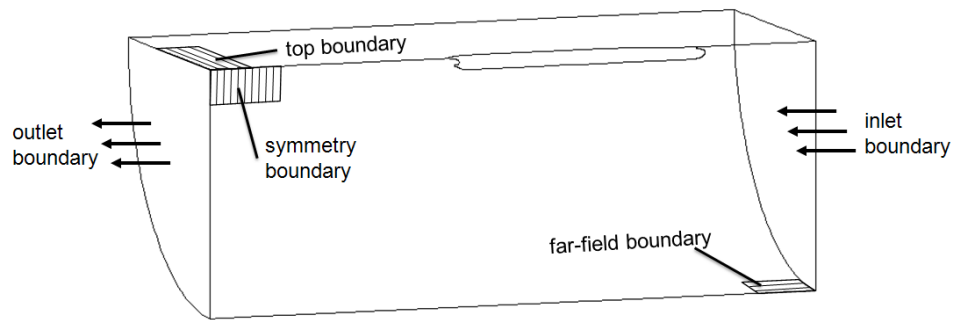 top boundary
outlet
boundary
symmetry
boundary
inlet
boundary
far-field boundary